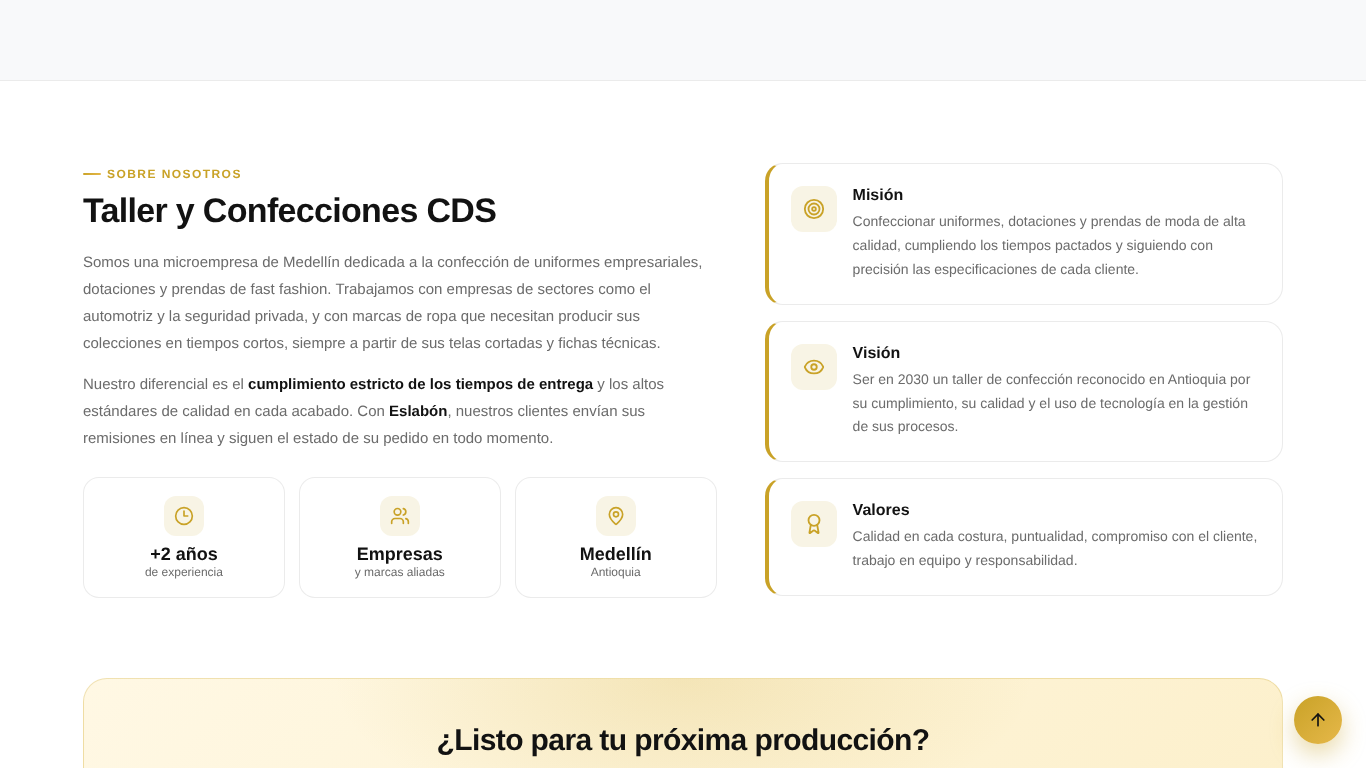 SOBRE NOSOTROS
Taller y Confecciones CDS
Somos una microempresa de Medellín dedicada a la confección de uniformes empresariales,
dotaciones y prendas de fast fashion. Trabajamos con empresas de sectores como el
automotriz y la seguridad privada, y con marcas de ropa que necesitan producir sus
colecciones en tiempos cortos, siempre a partir de sus telas cortadas y fichas técnicas.
Nuestro diferencial es el cumplimiento estricto de los tiempos de entrega y los altos
estándares de calidad en cada acabado. Con Eslabón, nuestros clientes envían sus
remisiones en línea y siguen el estado de su pedido en todo momento.
+2 años
de experiencia
Empresas
y marcas aliadas
Medellín
Antioquia
Misión
Confeccionar uniformes, dotaciones y prendas de moda de alta
calidad, cumpliendo los tiempos pactados y siguiendo con
precisión las especificaciones de cada cliente.
Visión
Ser en 2030 un taller de confección reconocido en Antioquia por
su cumplimiento, su calidad y el uso de tecnología en la gestión
de sus procesos.
Valores
Calidad en cada costura, puntualidad, compromiso con el cliente,
trabajo en equipo y responsabilidad.
¿Listo para tu próxima producción?